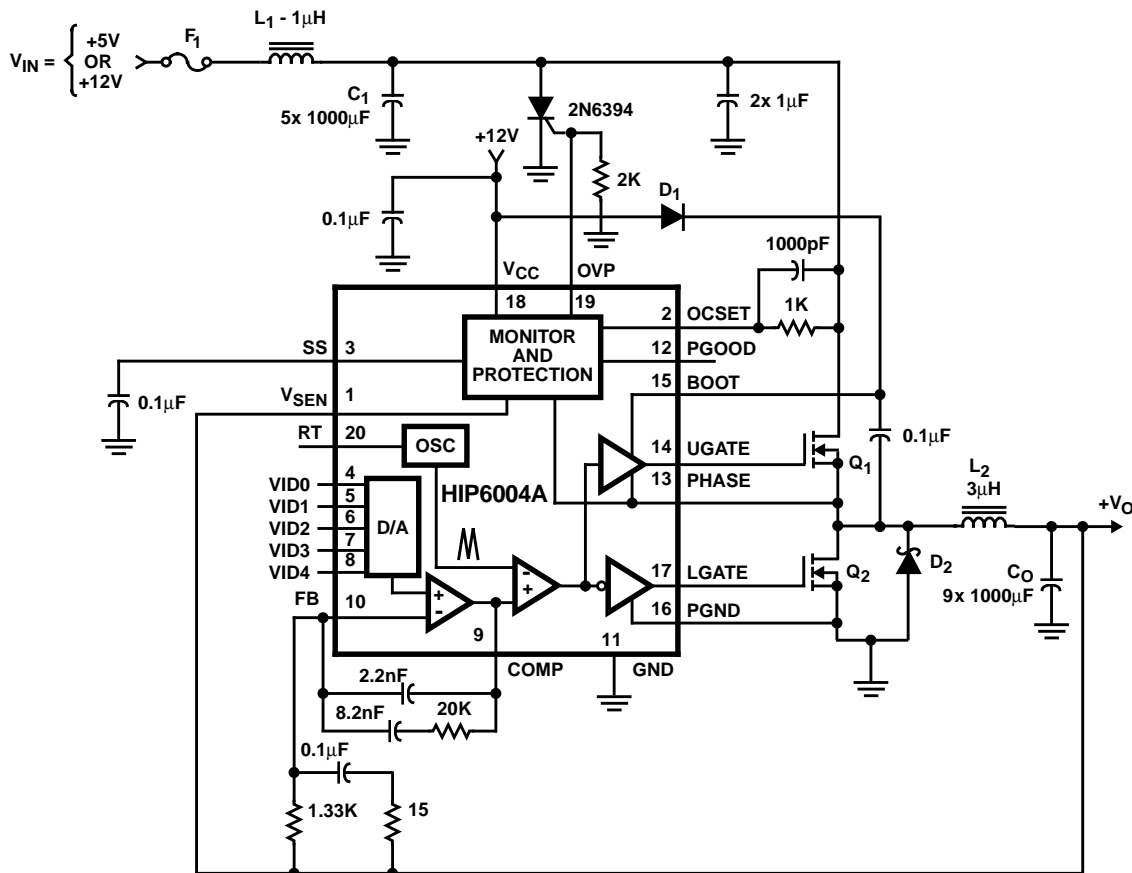 L1 - 1µH
F1
VIN =
+5V
OR
+12V
C1
5x 1000µF
2N6394
2x 1µF
+12V
2K
D1
0.1µF
1000pF
VCC
OVP
18
19
2
OCSET
1K
MONITOR
AND
PROTECTION
SS
3
12
PGOOD
15
BOOT
0.1µF
VSEN
1
RT
20
OSC
0.1µF
14
UGATE
Q1
13
PHASE
L2
3µH
+VO
HIP6004A
VID0
4
VID1
5
VID2
6
VID3
7
VID4
8
D/A
+
-
-
+
17
LGATE
Q2
D2
CO
9x 1000µF
16
PGND
FB
10
9
11
COMP
GND
2.2nF
8.2nF
20K
0.1µF
1.33K
15